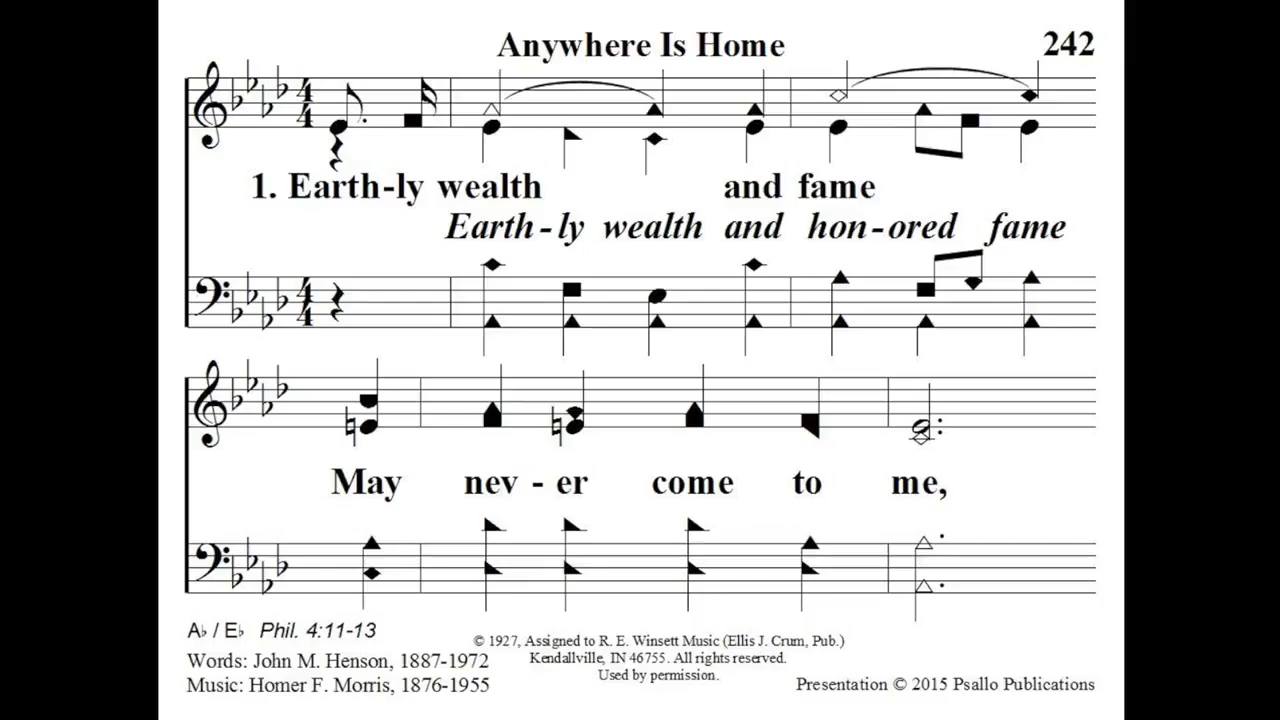 Anywhere Is Home 242
1. Earth-ly wealth and fame
Earth-ly wealth and hon-ored fame
May nev-er come to me,
A♭ / E♭ Phil. 4:11-13
Words: John M. Henson, 1887-1972
Music: Homer F. Morris, 1876-1955
© 1927, Assigned to R. E. Winsett Music (Ellis J. Crum, Pub.)
Kendallville, IN 46755. All rights reserved.
Used by permission.
Presentation © 2015 Psallo Publications